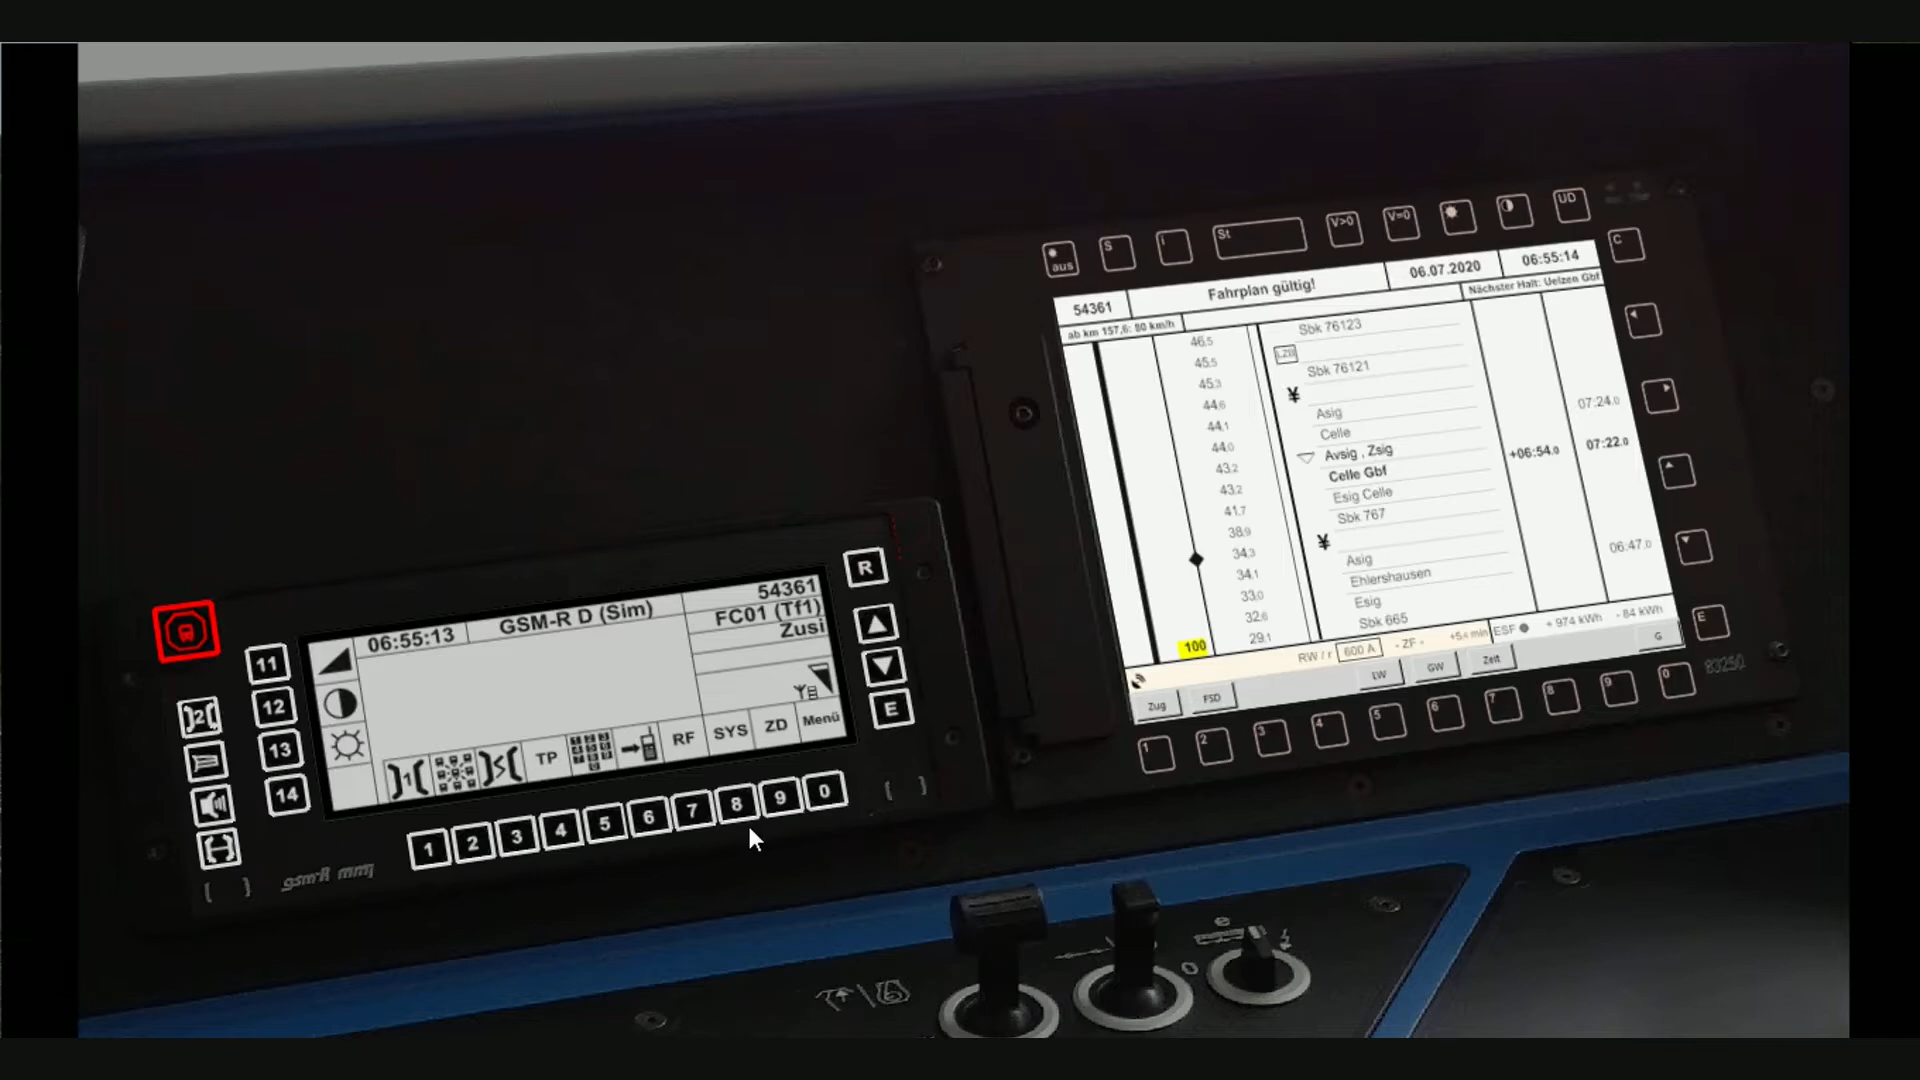 aus
S
I
St
V>0
V=0
UD
C
54361
Fahrplan gültig!
06.07.2020
06:55:14
ab km 157,6: 80 km/h
Nächster Halt: Uelzen Gbf
46,5 Sbk 76123
45,5 LZB
45,3 Sbk 76121
44,6 ¥
44,1 Asig 07:24.0
44,0 Celle
43,2 Avsig , Zsig
43,2 Celle Gbf +06:54.0 07:22.0
41,7 Esig Celle
38,9 Sbk 767
34,3 ¥
34,1 Asig
33,0 Ehlershausen 06:47.0
32,6 Esig
29,1 Sbk 665
100
RW / r 600 A - ZF - +5,4 min ESF + 974 kWh - 84 kWh
Zug FSD LW GW Zeit G
E
1 2 3 4 5 6 7 8 9 0
83250
06:55:13
GSM-R D (Sim)
54361
FC01 (Tf1)
Zusi
1 TP RF SYS ZD Menü
R
E
2
11
12
13
14
1 2 3 4 5 6 7 8 9 0
gsm-R mmj
0